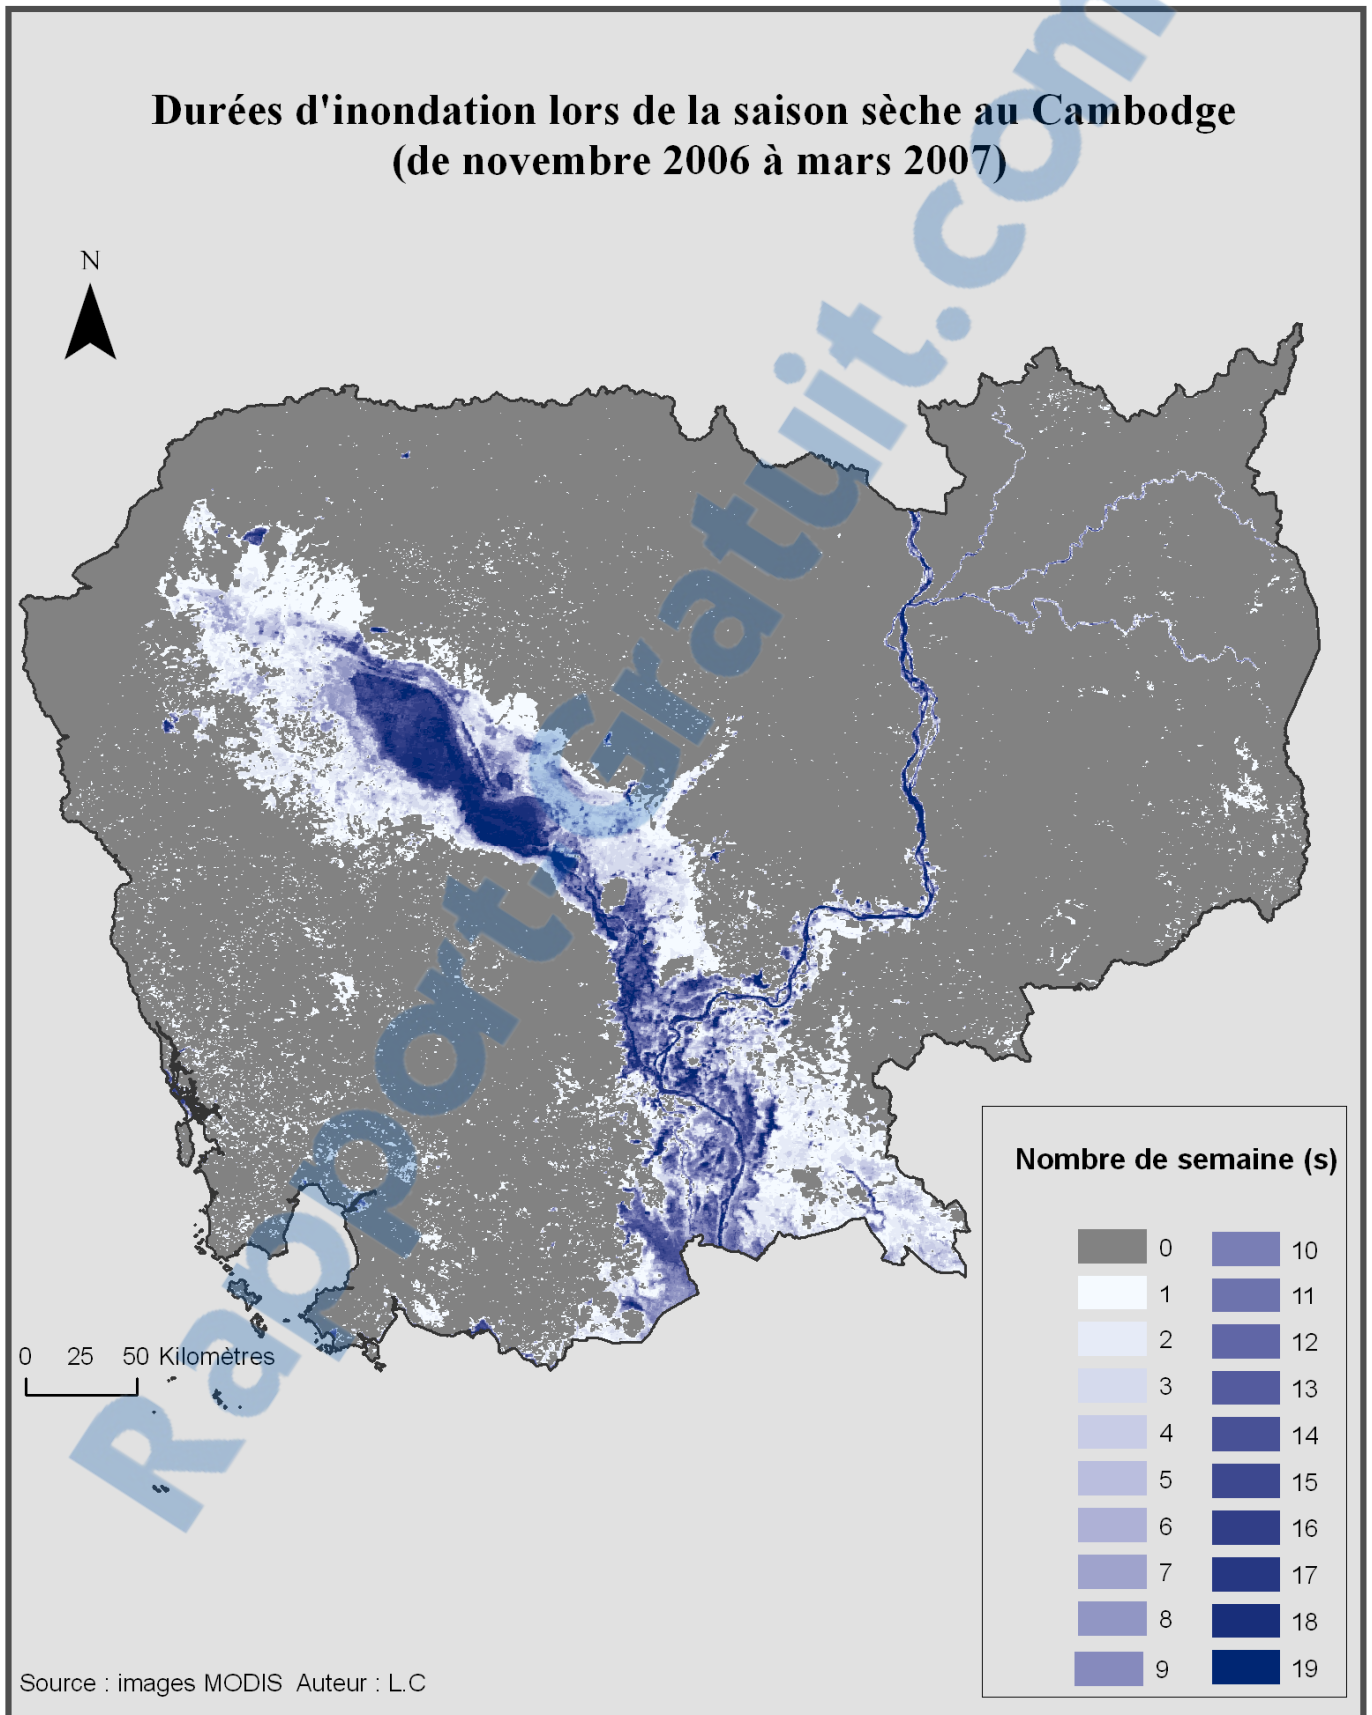 Durées d'inondation lors de la saison sèche au Cambodge
(de novembre 2006 à mars 2007)
N
Rapport.Gratuit.com
Nombre de semaine (s)
0 10
1 11
2 12
3 13
4 14
5 15
6 16
7 17
8 18
9 19
0 25 50 Kilomètres
Source : images MODIS Auteur : L.C